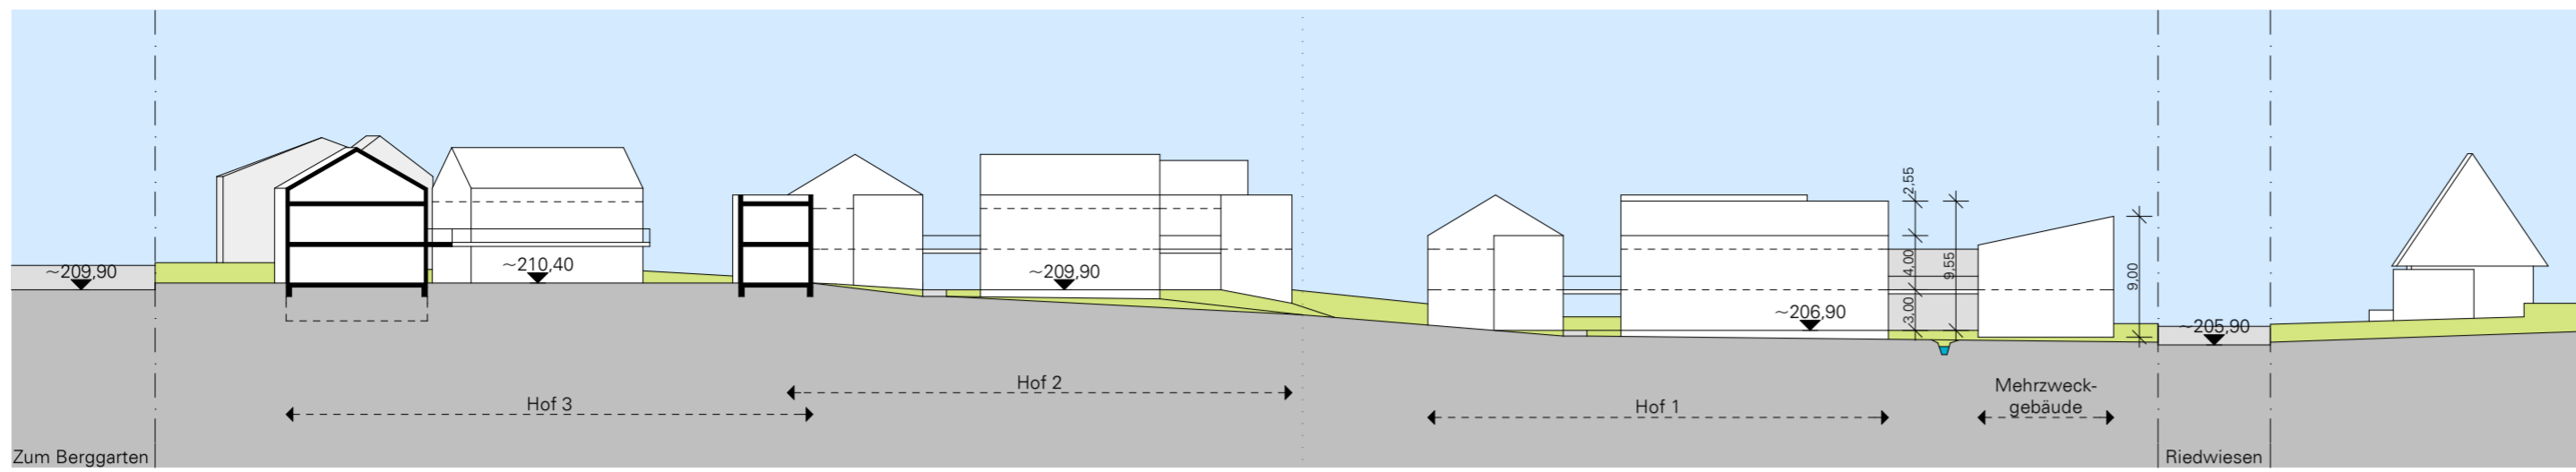 ~209,90
~210,40
~209,90
~206,90
2,55
4,00
3,00
9,55
9,00
~205,90
Hof 3
Hof 2
Hof 1
Mehrzweck-
gebäude
Zum Berggarten
Riedwiesen